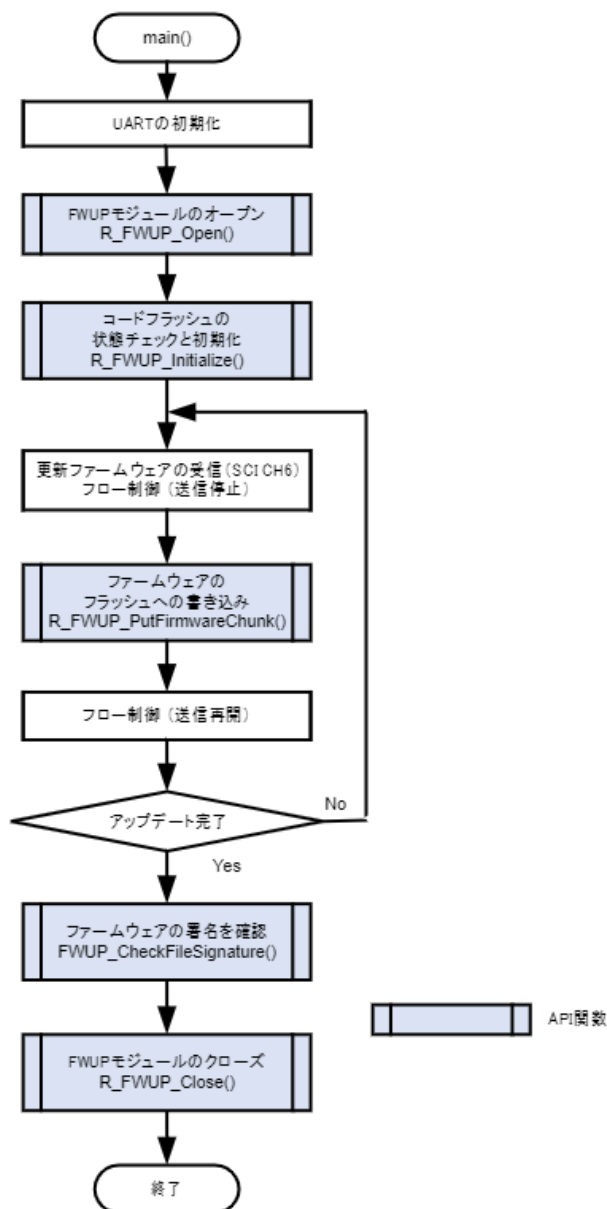 main()
UARTの初期化
FWUPモジュールのオープン
R_FWUP_Open()
コードフラッシュの
状態チェックと初期化
R_FWUP_Initialize()
更新ファームウェアの受信(SCI CH6)
フロー制御(送信停止)
ファームウェアの
フラッシュへの書き込み
R_FWUP_PutFirmwareChunk()
フロー制御(送信再開)
アップデート完了
No
Yes
ファームウェアの署名を確認
FWUP_CheckFileSignature()
API関数
FWUPモジュールのクローズ
R_FWUP_Close()
終了